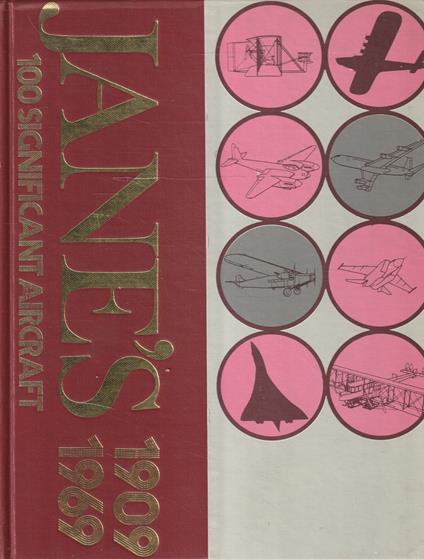 JANE'S 1909
1969
100 SIGNIFICANT AIRCRAFT